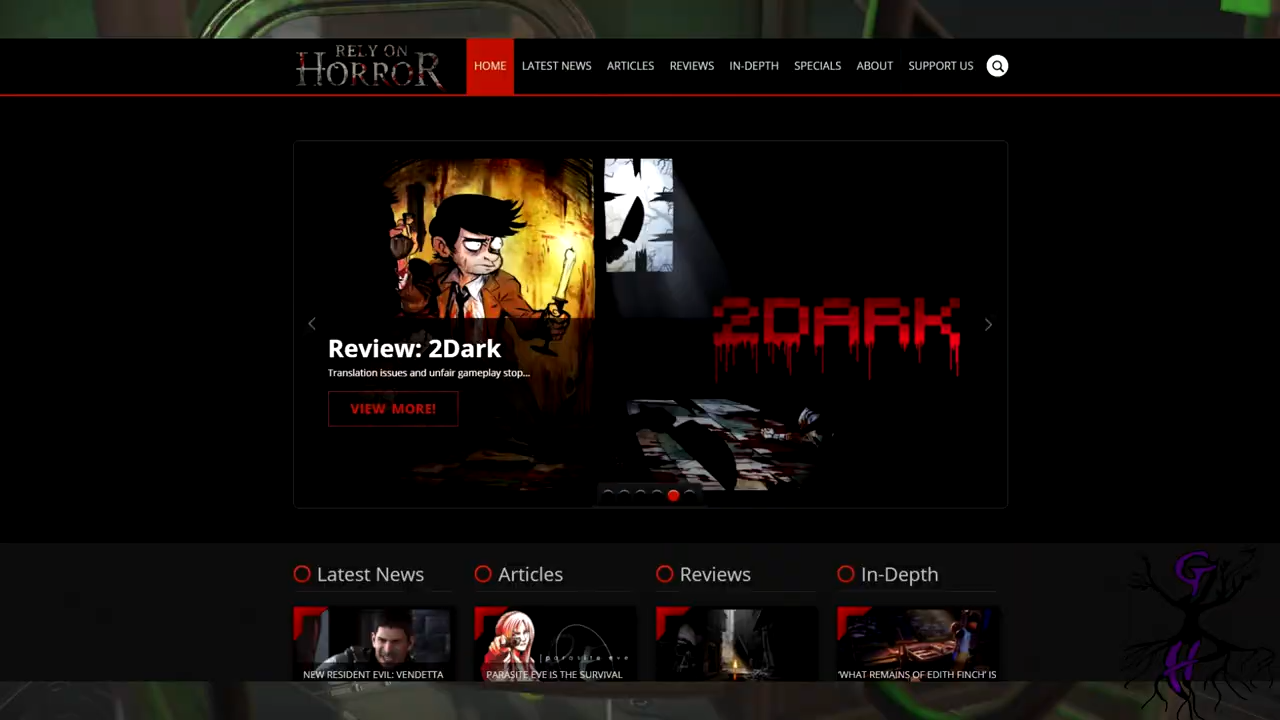 RELY ON
HORROR
HOME
LATEST NEWS
ARTICLES
REVIEWS
IN-DEPTH
SPECIALS
ABOUT
SUPPORT US
2DARK
Review: 2Dark
Translation issues and unfair gameplay stop...
VIEW MORE!
Latest News
Articles
Reviews
In-Depth
parasite eve
NEW RESIDENT EVIL: VENDETTA
PARASITE EVE IS THE SURVIVAL
'WHAT REMAINS OF EDITH FINCH' IS
G
H